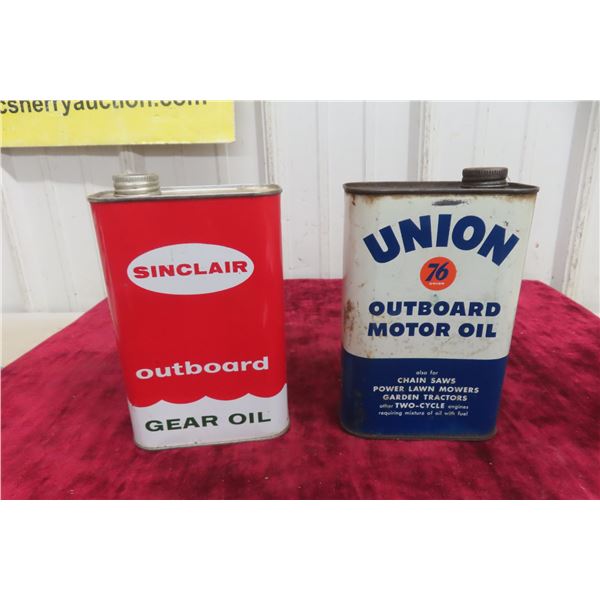 csherryauction.com
SINCLAIR
outboard
GEAR OIL
UNION
76
UNION
OUTBOARD
MOTOR OIL
also for
CHAIN SAWS
POWER LAWN MOWERS
GARDEN TRACTORS
other TWO-CYCLE engines
requiring mixture of oil with fuel